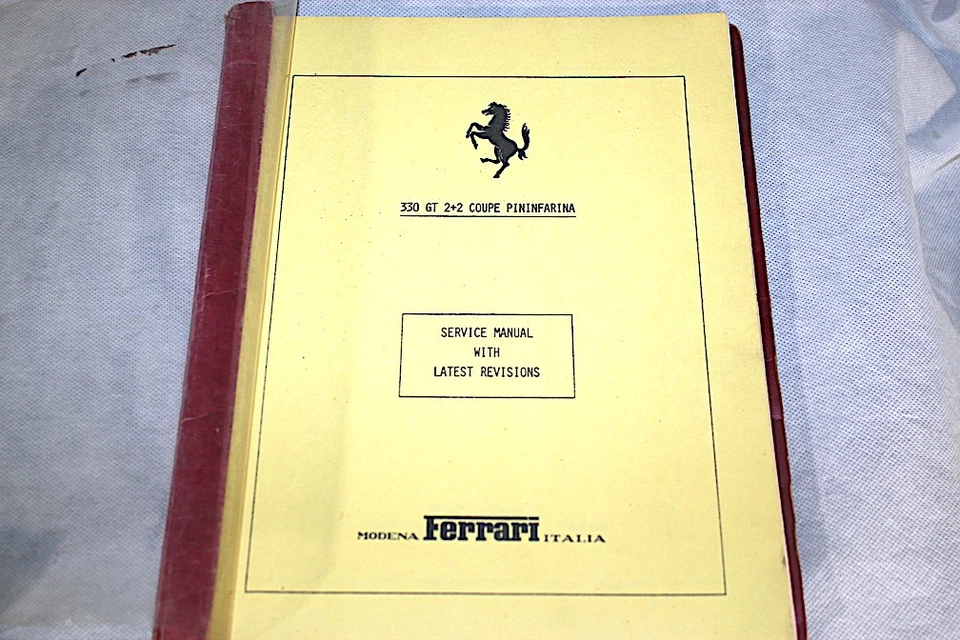 330 GT 2+2 COUPE PININFARINA
SERVICE MANUAL
WITH
LATEST REVISIONS
MODENA Ferrari ITALIA